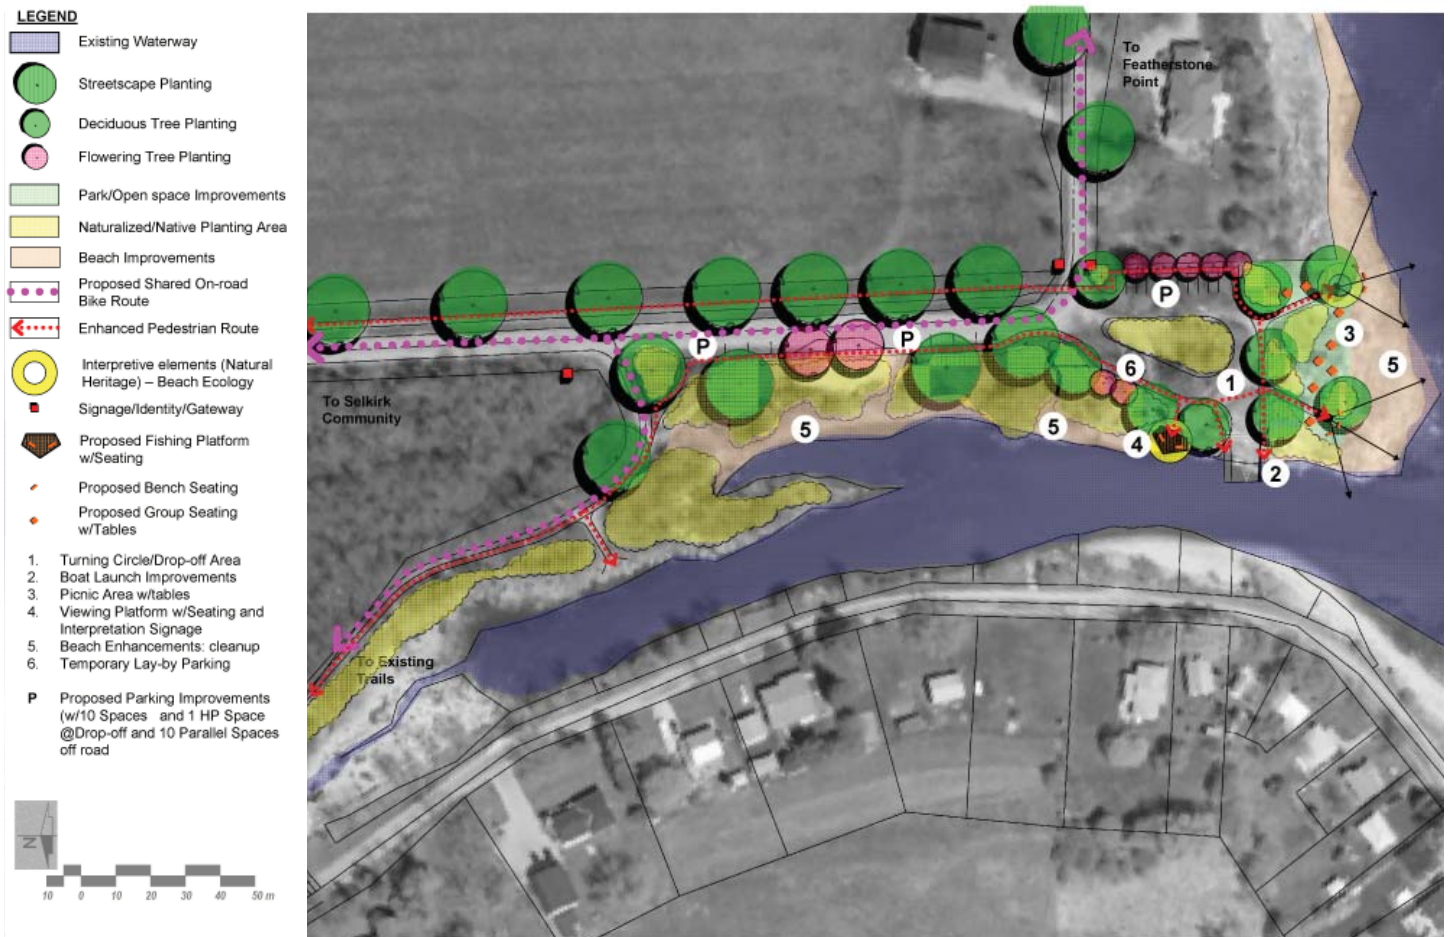 LEGEND
Existing Waterway
Streetscape Planting
Deciduous Tree Planting
Flowering Tree Planting
Park/Open space Improvements
Naturalized/Native Planting Area
Beach Improvements
Proposed Shared On-road
Bike Route
Enhanced Pedestrian Route
Interpretive elements (Natural
Heritage) – Beach Ecology
Signage/Identity/Gateway
Proposed Fishing Platform
w/Seating
Proposed Bench Seating
Proposed Group Seating
w/Tables
1. Turning Circle/Drop-off Area
2. Boat Launch Improvements
3. Picnic Area w/tables
4. Viewing Platform w/Seating and
Interpretation Signage
5. Beach Enhancements: cleanup
6. Temporary Lay-by Parking
P Proposed Parking Improvements
(w/10 Spaces and 1 HP Space
@Drop-off and 10 Parallel Spaces
off road
N
10 0 10 20 30 40 50 m
To
Featherstone
Point
P
3
P
P
5
6
1
To Selkirk
Community
5
5
4
2
To Existing
Trails